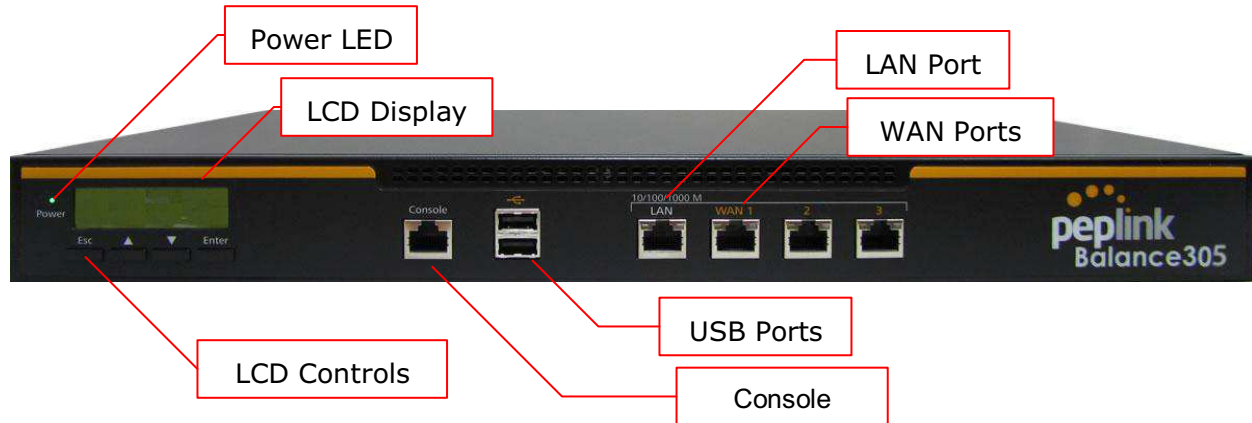 Power LED
LAN Port
LCD Display
WAN Ports
10/100/1000 M
Power
Console
LAN
WAN 1
2
3
peplink
Balance305
Esc
Enter
USB Ports
LCD Controls
Console